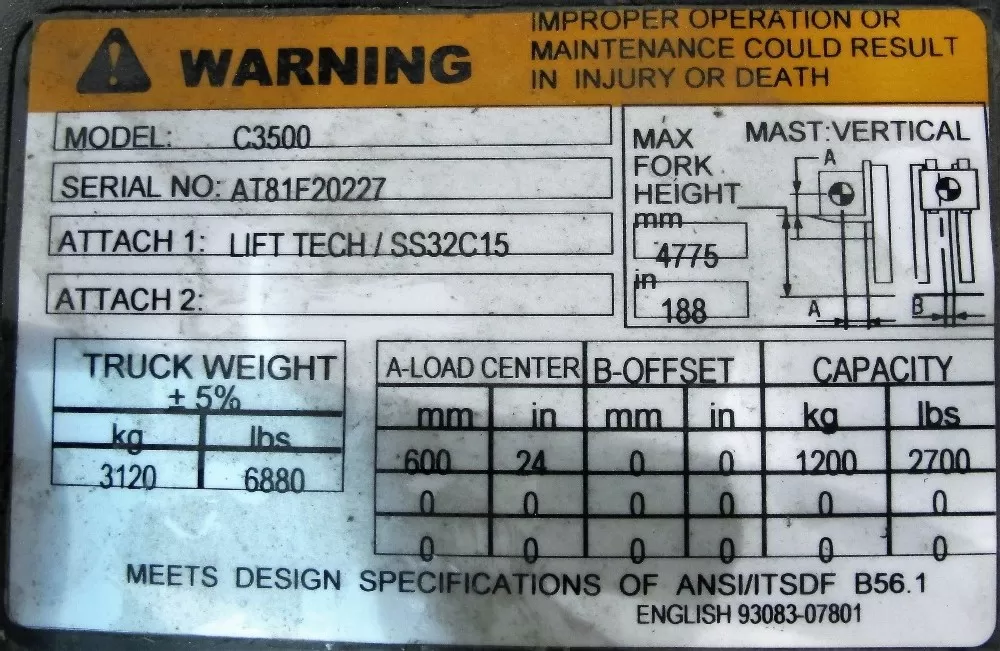 WARNING
IMPROPER OPERATION OR
MAINTENANCE COULD RESULT
IN INJURY OR DEATH
MODEL: C3500
SERIAL NO: AT81F20227
ATTACH 1: LIFT TECH / SS32C15
ATTACH 2:
MAX
FORK
HEIGHT
mm
4775
in
188
MAST:VERTICAL
A
A
B
TRUCK WEIGHT
± 5%
kg lbs
3120 6880
A-LOAD CENTER B-OFFSET CAPACITY
mm in mm in kg lbs
600 24 0 0 1200 2700
0 0 0 0 0 0
0 0 0 0 0 0
MEETS DESIGN SPECIFICATIONS OF ANSI/ITSDF B56.1
ENGLISH 93083-07801